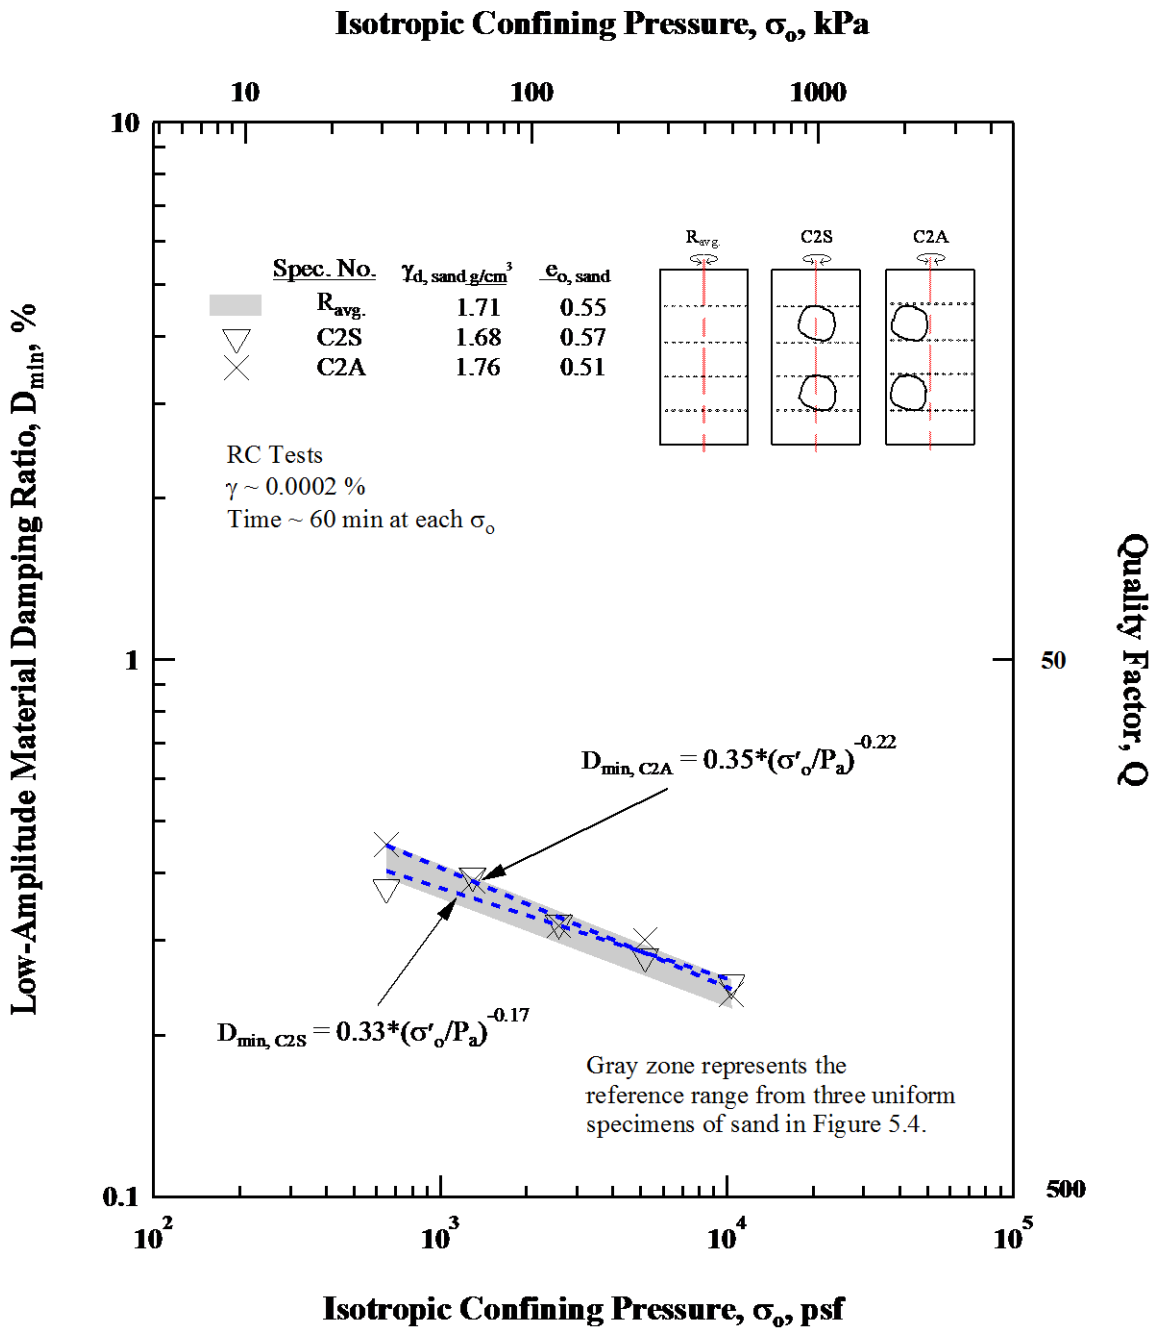 Isotropic Confining Pressure, σo, kPa
10 100 1000
10
Ravg. C2S C2A
Spec. No. γd, sand g/cm³ eo, sand
Ravg. 1.71 0.55
C2S 1.68 0.57
C2A 1.76 0.51
RC Tests
γ ~ 0.0002 %
Time ~ 60 min at each σo
Low-Amplitude Material Damping Ratio, Dmin, %
Quality Factor, Q
1 50
Dmin, C2A = 0.35*(σ′o/Pa)^-0.22
Dmin, C2S = 0.33*(σ′o/Pa)^-0.17
Gray zone represents the
reference range from three uniform
specimens of sand in Figure 5.4.
0.1 500
10² 10³ 10⁴ 10⁵
Isotropic Confining Pressure, σo, psf